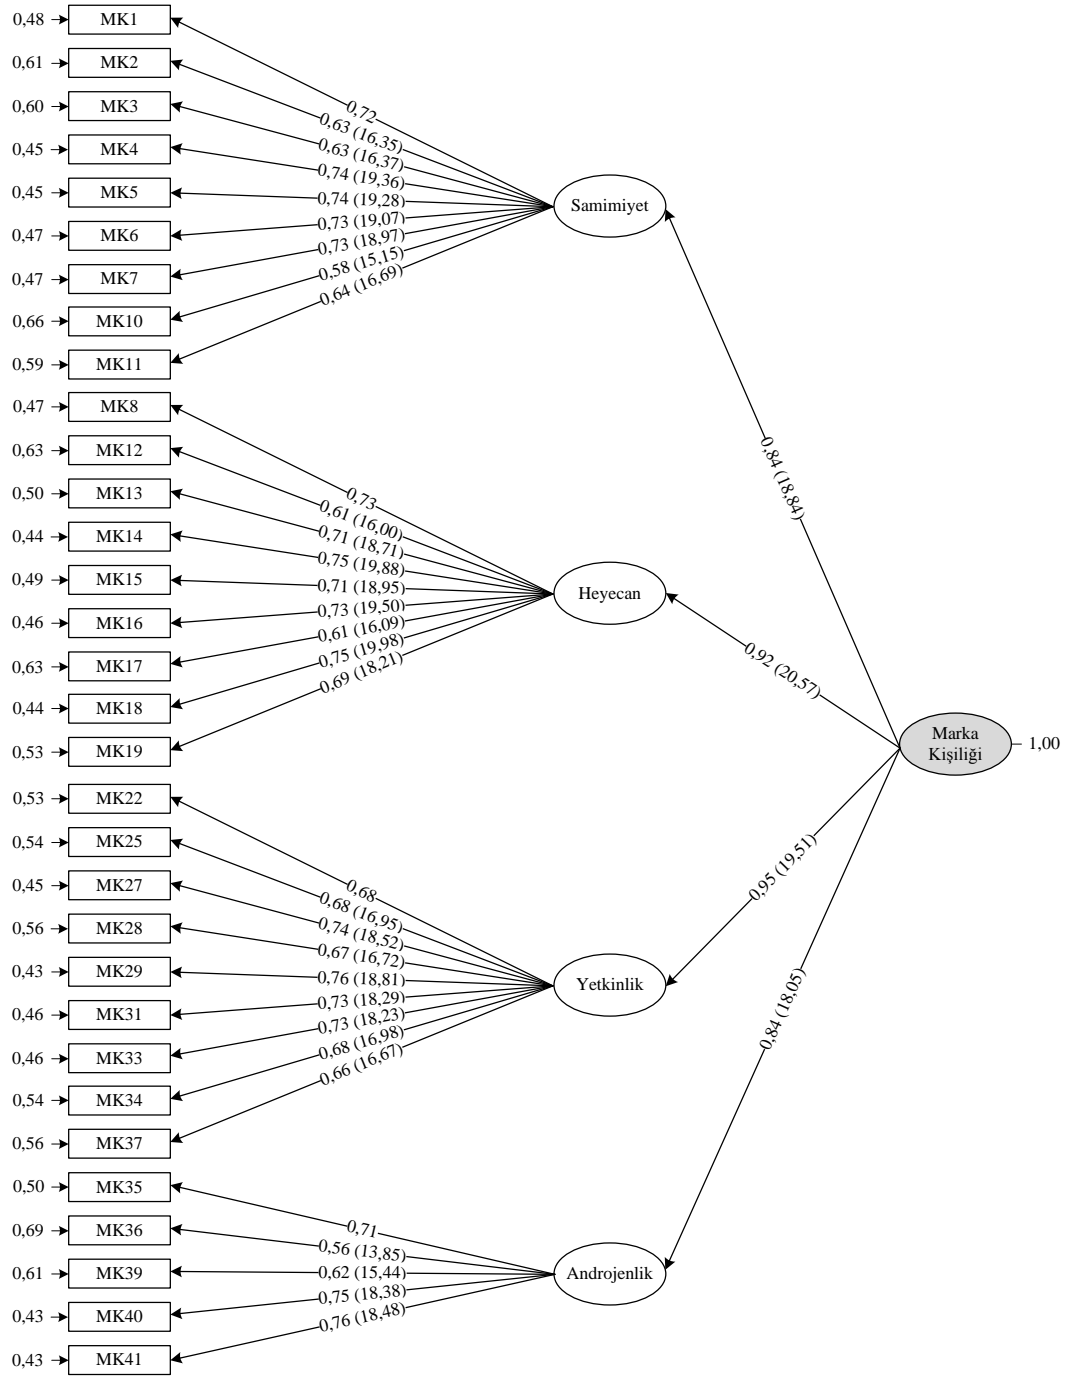 0,48 MK1
0,61 MK2
0,60 MK3
0,45 MK4
0,45 MK5
0,47 MK6
0,47 MK7
0,66 MK10
0,59 MK11
0,72
0,63 (16,35)
0,63 (16,37)
0,74 (19,36)
0,74 (19,28)
0,73 (19,07)
0,73 (18,97)
0,58 (15,15)
0,64 (16,69)
Samimiyet
0,47 MK8
0,63 MK12
0,50 MK13
0,44 MK14
0,49 MK15
0,46 MK16
0,63 MK17
0,44 MK18
0,53 MK19
0,73
0,61 (16,00)
0,71 (18,71)
0,75 (19,88)
0,71 (18,95)
0,73 (19,50)
0,61 (16,09)
0,75 (19,98)
0,69 (18,21)
Heyecan
0,53 MK22
0,54 MK25
0,45 MK27
0,56 MK28
0,43 MK29
0,46 MK31
0,46 MK33
0,54 MK34
0,56 MK37
0,68
0,68 (16,95)
0,74 (18,52)
0,67 (16,72)
0,76 (18,81)
0,73 (18,29)
0,73 (18,23)
0,68 (16,98)
0,66 (16,67)
Yetkinlik
0,50 MK35
0,69 MK36
0,61 MK39
0,43 MK40
0,43 MK41
0,71
0,56 (13,85)
0,62 (15,44)
0,75 (18,38)
0,76 (18,48)
Androjenlik
0,84 (18,84)
0,92 (20,57)
0,95 (19,51)
0,84 (18,05)
Marka
Kişiliği
1,00